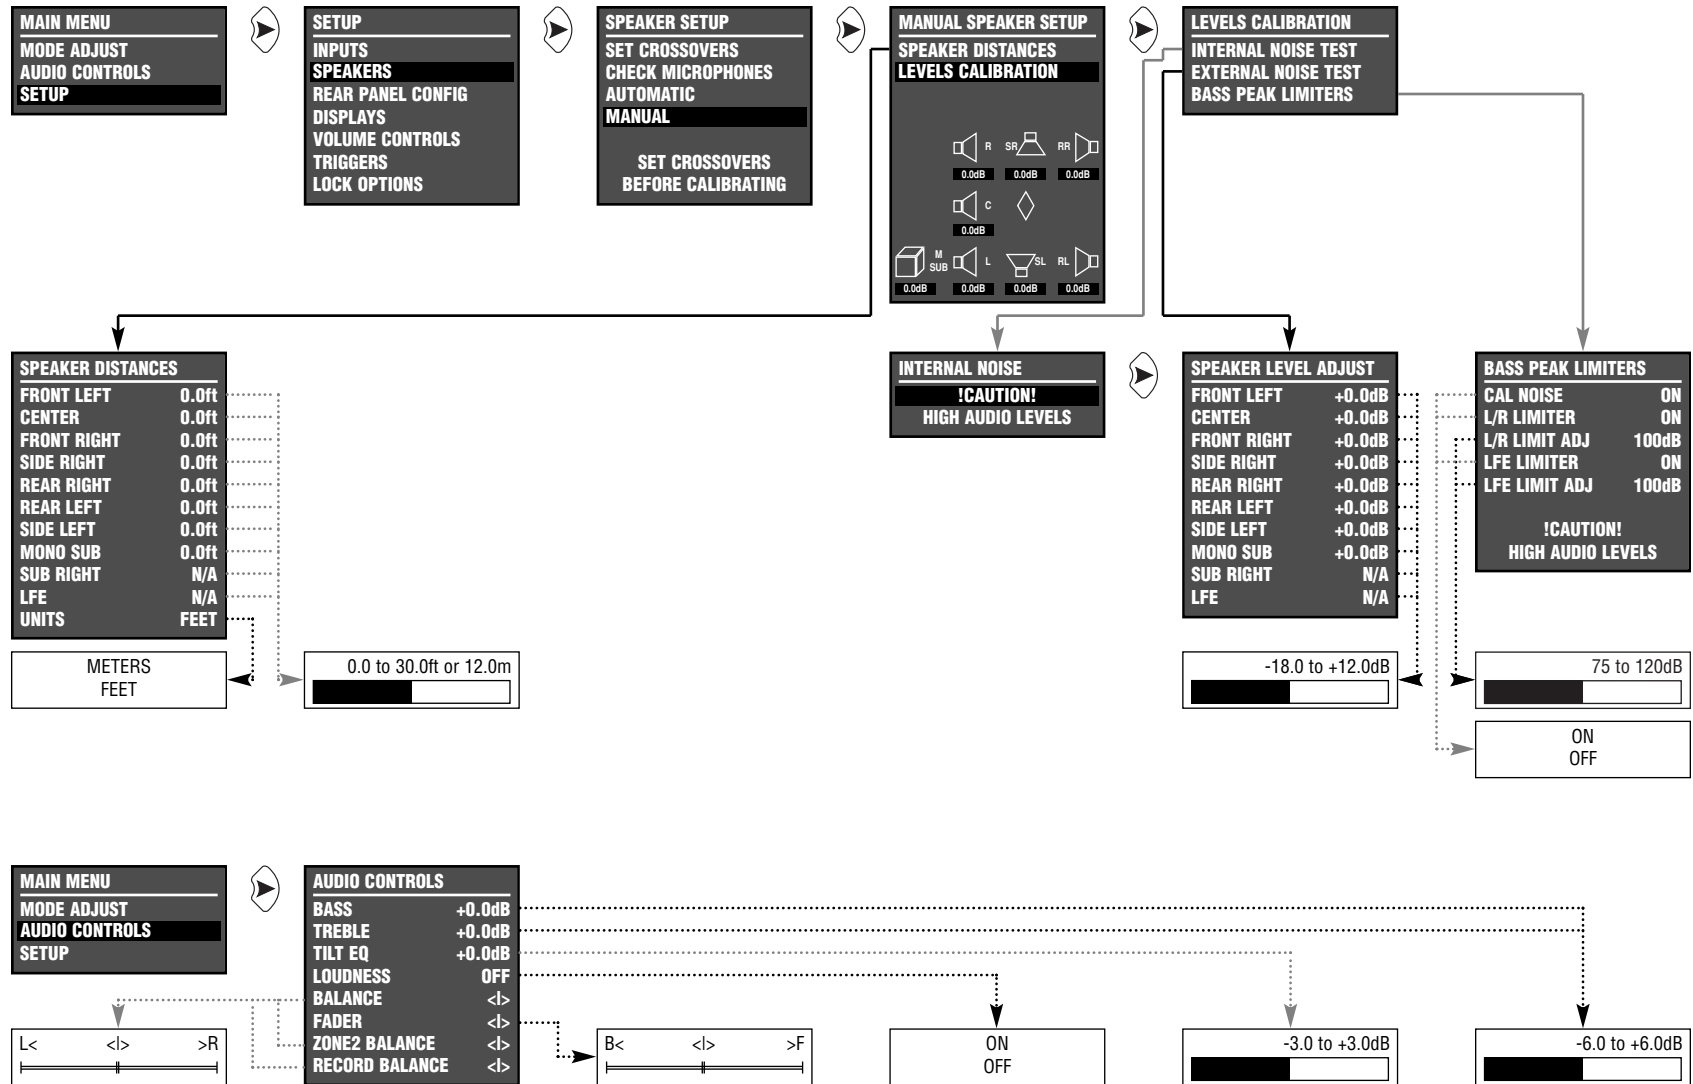 MAIN MENU
MODE ADJUST
AUDIO CONTROLS
SETUP
SETUP
INPUTS
SPEAKERS
REAR PANEL CONFIG
DISPLAYS
VOLUME CONTROLS
TRIGGERS
LOCK OPTIONS
SPEAKER SETUP
SET CROSSOVERS
CHECK MICROPHONES
AUTOMATIC
MANUAL
SET CROSSOVERS
BEFORE CALIBRATING
MANUAL SPEAKER SETUP
SPEAKER DISTANCES
LEVELS CALIBRATION
R SR RR
0.0dB 0.0dB 0.0dB
C
0.0dB
M
SUB L SL RL
0.0dB 0.0dB 0.0dB 0.0dB
LEVELS CALIBRATION
INTERNAL NOISE TEST
EXTERNAL NOISE TEST
BASS PEAK LIMITERS
SPEAKER DISTANCES
FRONT LEFT 0.0ft
CENTER 0.0ft
FRONT RIGHT 0.0ft
SIDE RIGHT 0.0ft
REAR RIGHT 0.0ft
REAR LEFT 0.0ft
SIDE LEFT 0.0ft
MONO SUB 0.0ft
SUB RIGHT N/A
LFE N/A
UNITS FEET
METERS
FEET
0.0 to 30.0ft or 12.0m
INTERNAL NOISE
!CAUTION!
HIGH AUDIO LEVELS
SPEAKER LEVEL ADJUST
FRONT LEFT +0.0dB
CENTER +0.0dB
FRONT RIGHT +0.0dB
SIDE RIGHT +0.0dB
REAR RIGHT +0.0dB
REAR LEFT +0.0dB
SIDE LEFT +0.0dB
MONO SUB +0.0dB
SUB RIGHT N/A
LFE N/A
-18.0 to +12.0dB
BASS PEAK LIMITERS
CAL NOISE ON
L/R LIMITER ON
L/R LIMIT ADJ 100dB
LFE LIMITER ON
LFE LIMIT ADJ 100dB
!CAUTION!
HIGH AUDIO LEVELS
75 to 120dB
ON
OFF
MAIN MENU
MODE ADJUST
AUDIO CONTROLS
SETUP
AUDIO CONTROLS
BASS +0.0dB
TREBLE +0.0dB
TILT EQ +0.0dB
LOUDNESS OFF
BALANCE <I>
FADER <I>
ZONE2 BALANCE <I>
RECORD BALANCE <I>
L< <I> >R
B< <I> >F
ON
OFF
-3.0 to +3.0dB
-6.0 to +6.0dB